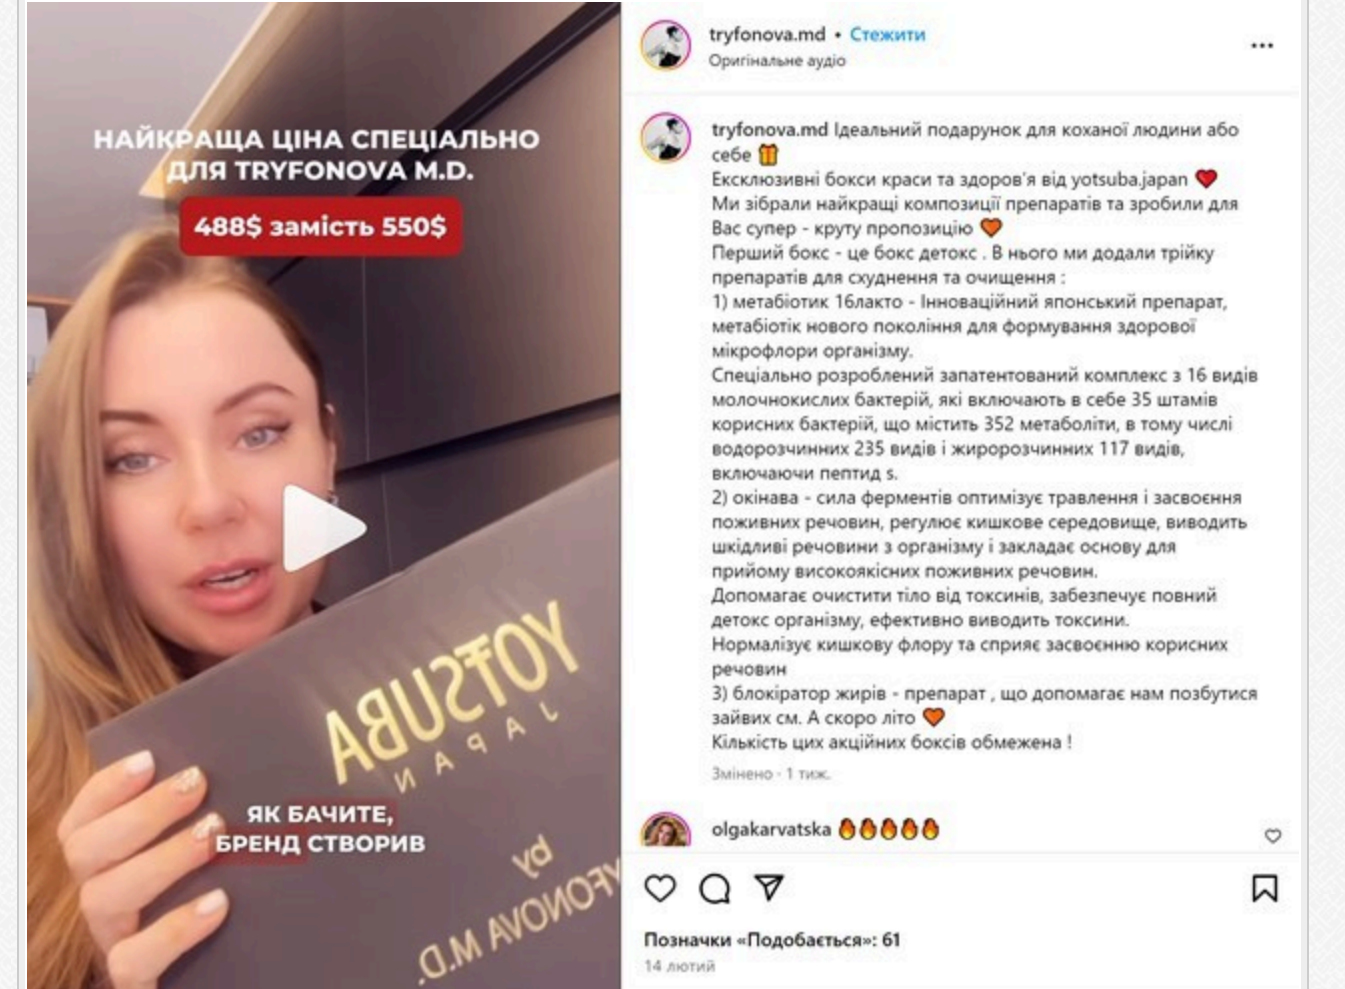 НАЙКРАЩА ЦІНА СПЕЦІАЛЬНО
ДЛЯ TRYFONOVA M.D.
488$ замість 550$
YOTSUBA
JAPAN
by
YFONOVA M.D.
ЯК БАЧИТЕ,
БРЕНД СТВОРИВ
tryfonova.md • Стежити
Оригінальне аудіо
tryfonova.md Ідеальний подарунок для коханої людини або
себе 🎁
Ексклюзивні бокси краси та здоров'я від yotsuba.japan ❤️
Ми зібрали найкращі композиції препаратів та зробили для
Вас супер - круту пропозицію 🧡
Перший бокс - це бокс детокс . В нього ми додали трійку
препаратів для схуднення та очищення :
1) метабіотик 16лакто - Інноваційний японський препарат,
метабіотік нового покоління для формування здорової
мікрофлори організму.
Спеціально розроблений запатентований комплекс з 16 видів
молочнокислих бактерій, які включають в себе 35 штамів
корисних бактерій, що містить 352 метаболіти, в тому числі
водорозчинних 235 видів і жиророзчинних 117 видів,
включаючи пептид s.
2) окінава - сила ферментів оптимізує травлення і засвоєння
поживних речовин, регулює кишкове середовище, виводить
шкідливі речовини з організму і закладає основу для
прийому високоякісних поживних речовин.
Допомагає очистити тіло від токсинів, забезпечує повний
детокс організму, ефективно виводить токсини.
Нормалізує кишкову флору та сприяє засвоєнню корисних
речовин
3) блокіратор жирів - препарат , що допомагає нам позбутися
зайвих см. А скоро літо 🧡
Кількість цих акційних боксів обмежена !
Змінено · 1 тиж.
olgakarvatska 🔥🔥🔥🔥🔥
Позначки «Подобається»: 61
14 лютий